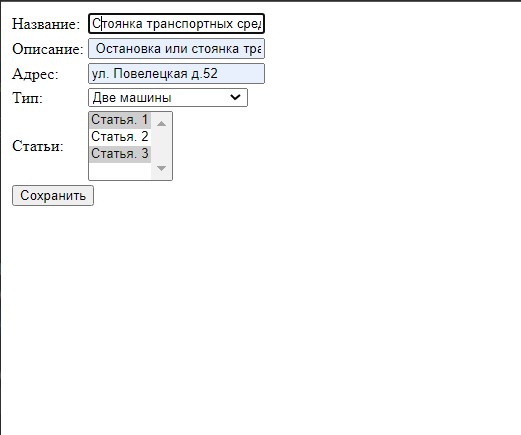 Название: Стоянка транспортных сред
Описание: Остановка или стоянка тра
Адрес: ул. Повелецкая д.52
Тип: Две машины
Статьи: Статья. 1
Статья. 2
Статья. 3
Сохранить